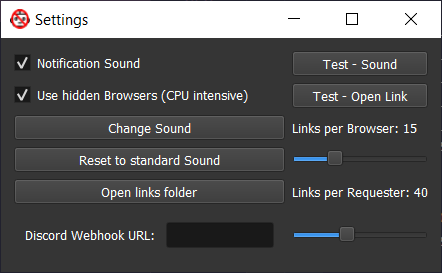 Settings
Notification Sound
Test - Sound
Use hidden Browsers (CPU intensive)
Test - Open Link
Change Sound
Links per Browser: 15
Reset to standard Sound
Open links folder
Links per Requester: 40
Discord Webhook URL: